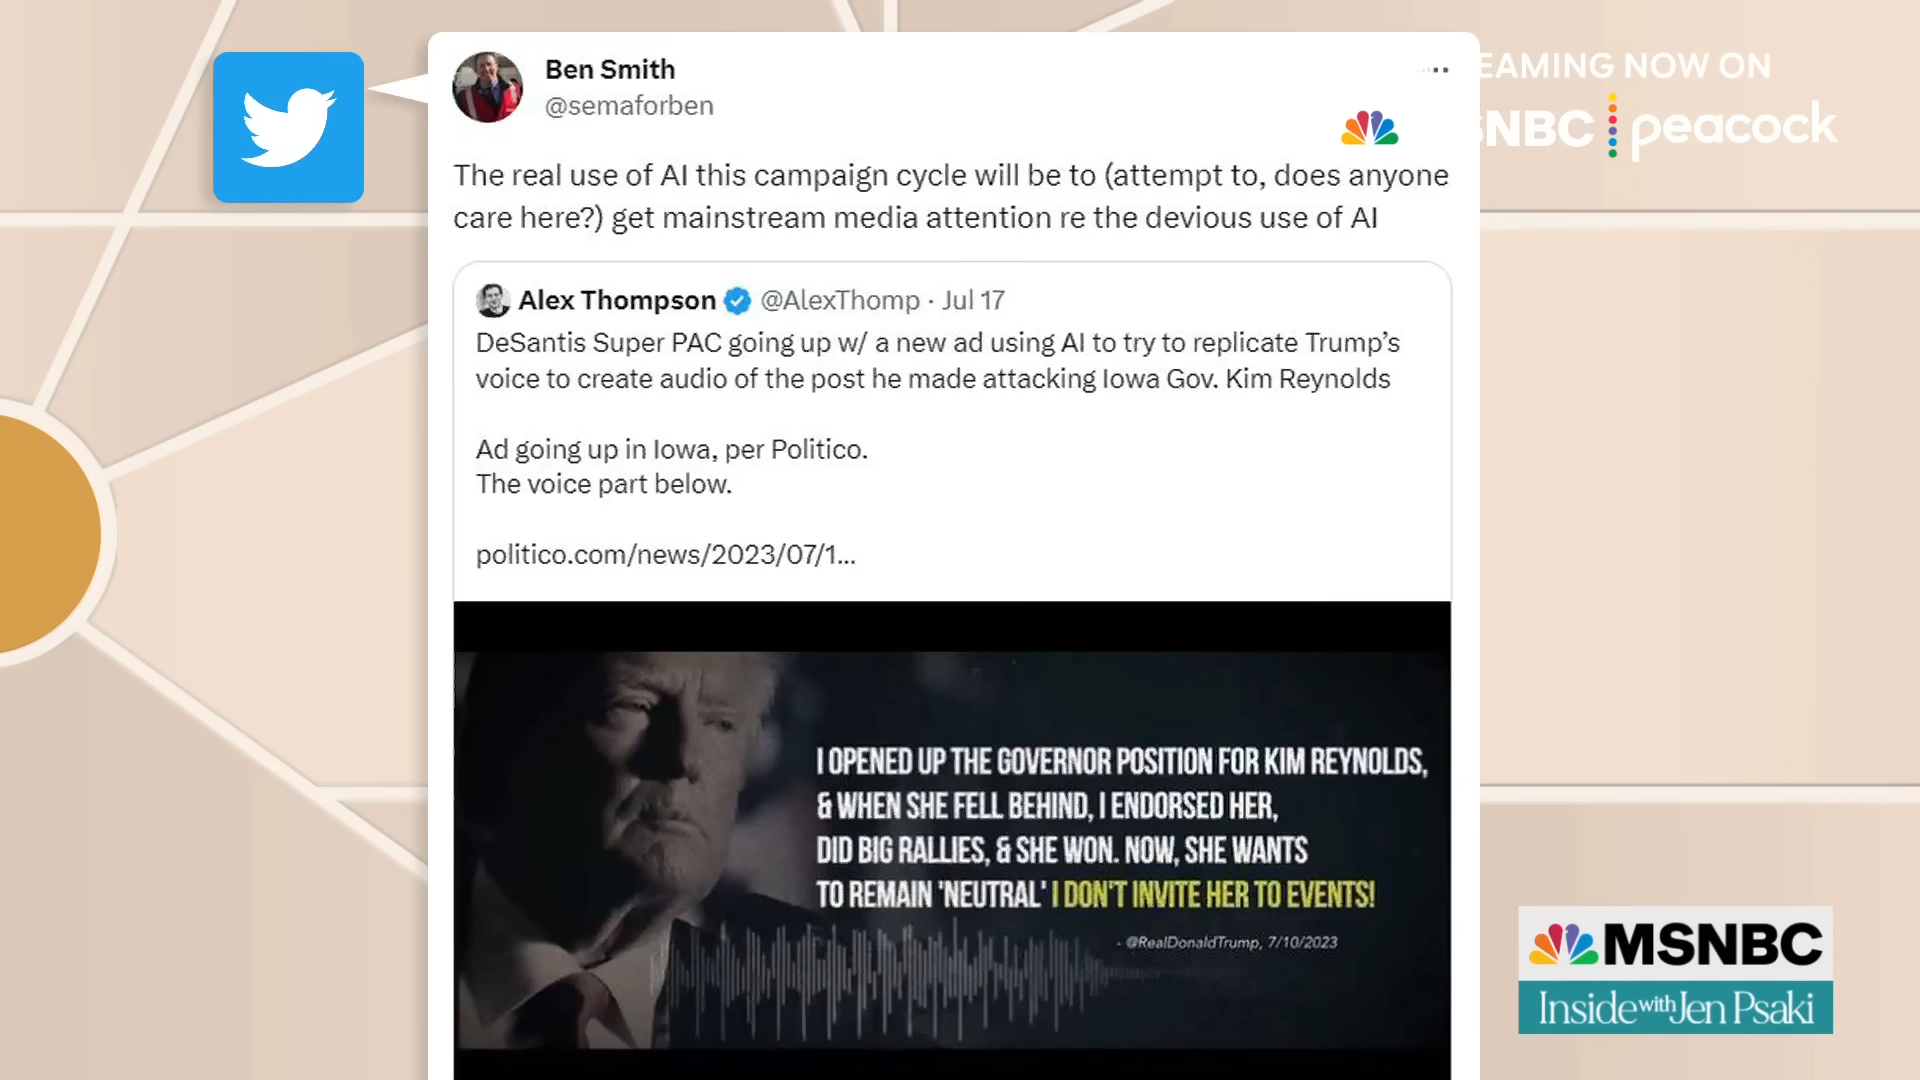 Ben Smith
@semaforben
EAMING NOW ON
NBC peacock
The real use of AI this campaign cycle will be to (attempt to, does anyone
care here?) get mainstream media attention re the devious use of AI
Alex Thompson @AlexThomp · Jul 17
DeSantis Super PAC going up w/ a new ad using AI to try to replicate Trump’s
voice to create audio of the post he made attacking Iowa Gov. Kim Reynolds
Ad going up in Iowa, per Politico.
The voice part below.
politico.com/news/2023/07/1...
I OPENED UP THE GOVERNOR POSITION FOR KIM REYNOLDS,
& WHEN SHE FELL BEHIND, I ENDORSED HER,
DID BIG RALLIES, & SHE WON. NOW, SHE WANTS
TO REMAIN 'NEUTRAL' I DON'T INVITE HER TO EVENTS!
- @RealDonaldTrump, 7/10/2023
MSNBC
Inside with Jen Psaki